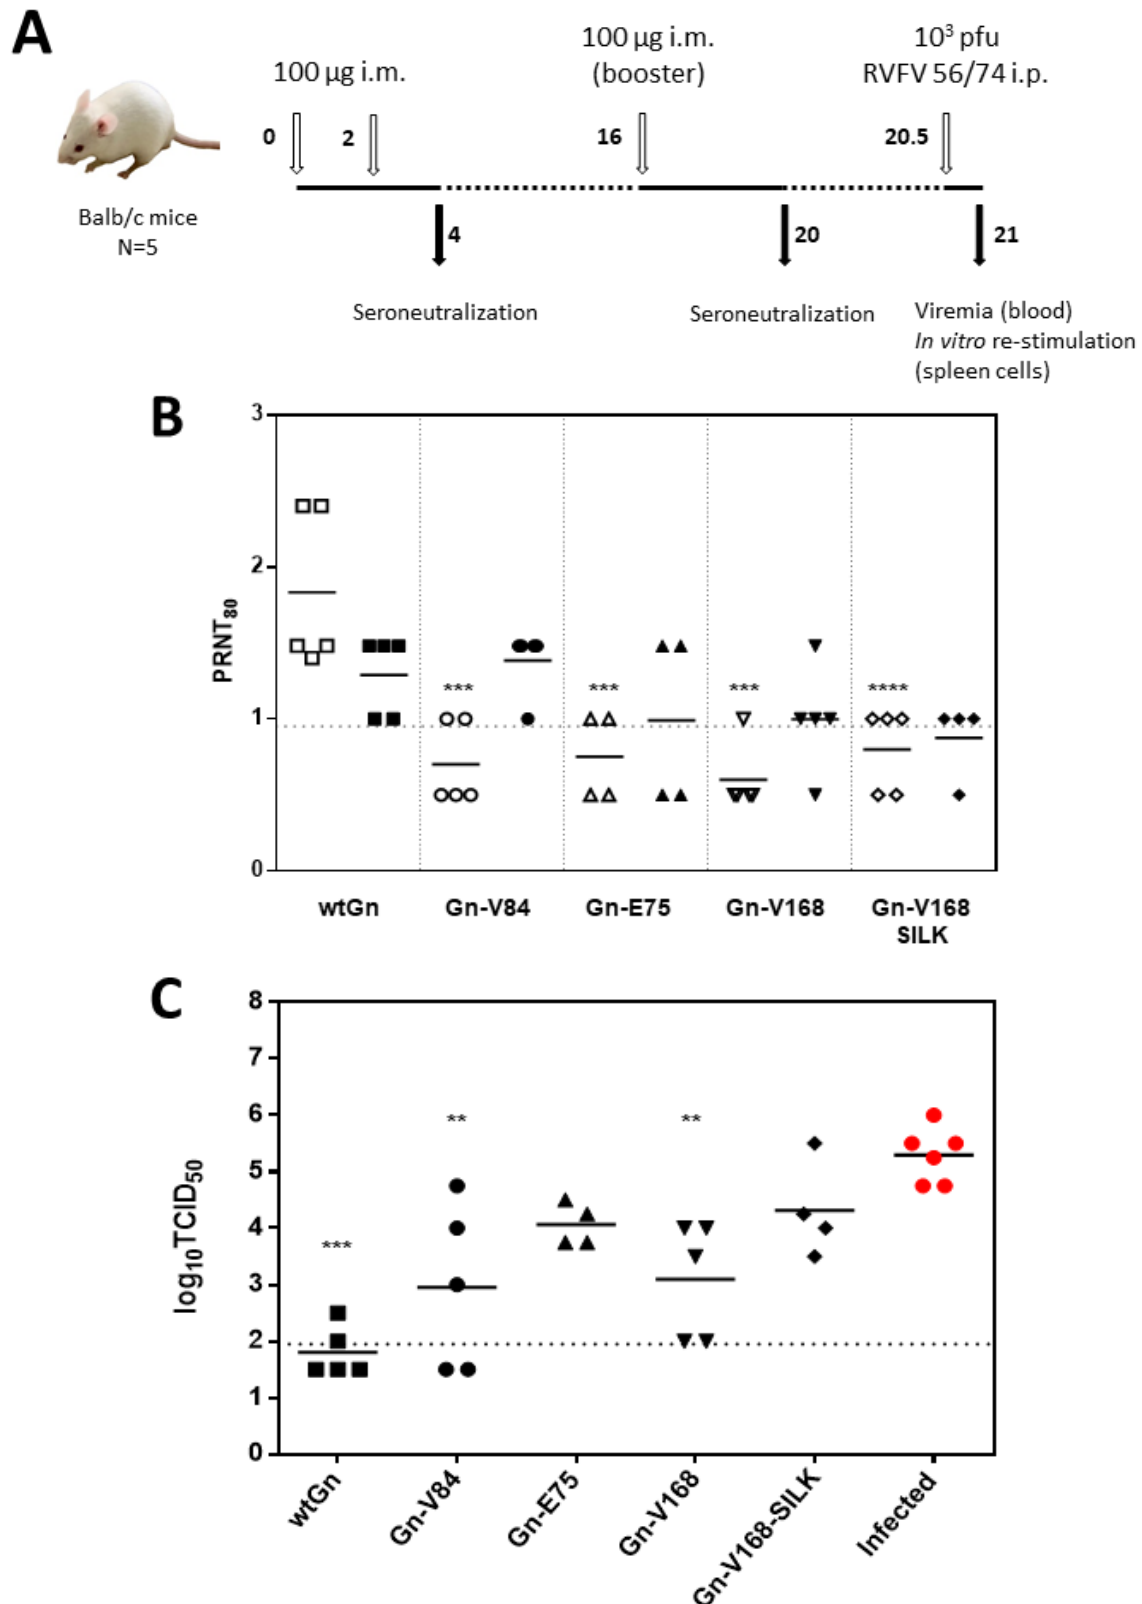 A
100 µg i.m.
100 µg i.m.
(booster)
10³ pfu
RVFV 56/74 i.p.
0
2
16
20.5
Balb/c mice
N=5
4
20
21
Seroneutralization
Seroneutralization
Viremia (blood)
In vitro re-stimulation
(spleen cells)
B
3
2
1
0
PRNT80
***
***
***
****
wtGn
Gn-V84
Gn-E75
Gn-V168
Gn-V168
SILK
C
8
7
6
5
4
3
2
1
0
log10TCID50
***
**
**
wtGn
Gn-V84
Gn-E75
Gn-V168
Gn-V168-SILK
Infected